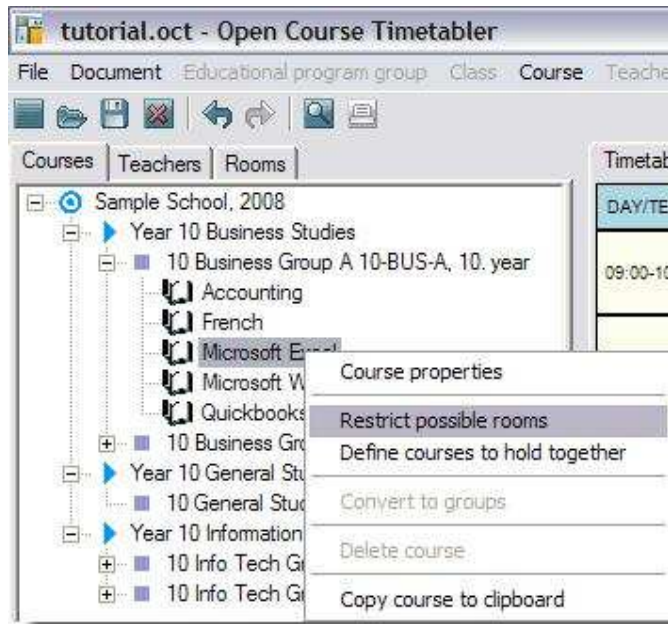 tutorial.oct - Open Course Timetabler
File Document Educational program group Class Course
Courses Teachers Rooms
Sample School, 2008
DAY/TE
Year 10 Business Studies
10 Business Group A 10-BUS-A, 10. year
Accounting
French
Microsoft Excel
Microsoft W
Quickbooks
10 Business Gro
Year 10 General Stu
10 General Stud
Year 10 Information
10 Info Tech Gr
10 Info Tech Gr
Course properties
Restrict possible rooms
Define courses to hold together
Convert to groups
Delete course
Copy course to clipboard